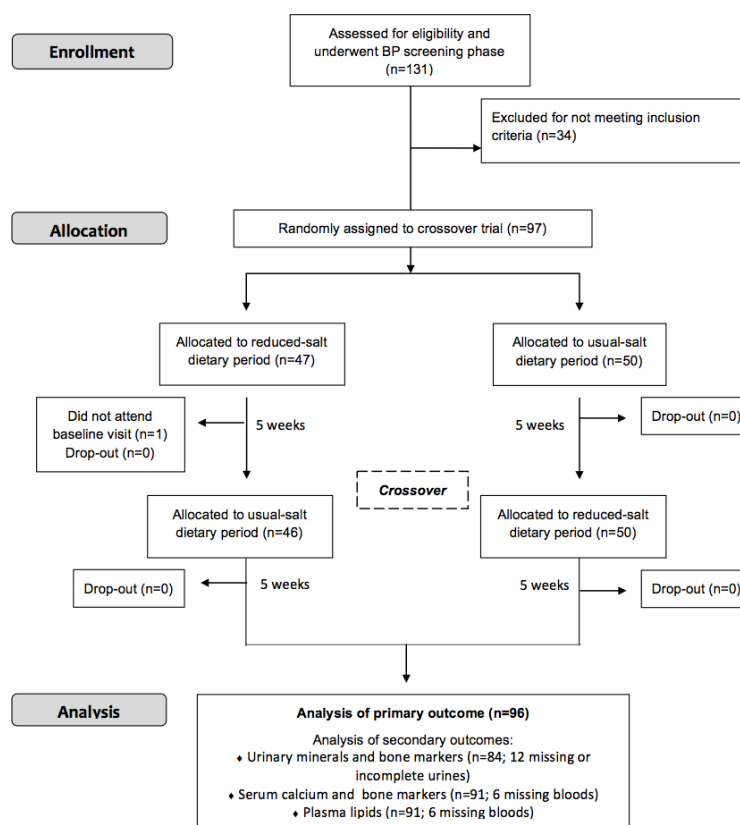 Enrollment
Assessed for eligibility and
underwent BP screening phase
(n=131)
Excluded for not meeting inclusion
criteria (n=34)
Allocation
Randomly assigned to crossover trial (n=97)
Allocated to reduced-salt
dietary period (n=47)
Allocated to usual-salt
dietary period (n=50)
Did not attend
baseline visit (n=1)
Drop-out (n=0)
5 weeks
5 weeks
Drop-out (n=0)
Crossover
Allocated to usual-salt
dietary period (n=46)
Allocated to reduced-salt
dietary period (n=50)
Drop-out (n=0)
5 weeks
5 weeks
Drop-out (n=0)
Analysis
Analysis of primary outcome (n=96)
Analysis of secondary outcomes:
♦ Urinary minerals and bone markers (n=84; 12 missing or
incomplete urines)
♦ Serum calcium and bone markers (n=91; 6 missing bloods)
♦ Plasma lipids (n=91; 6 missing bloods)